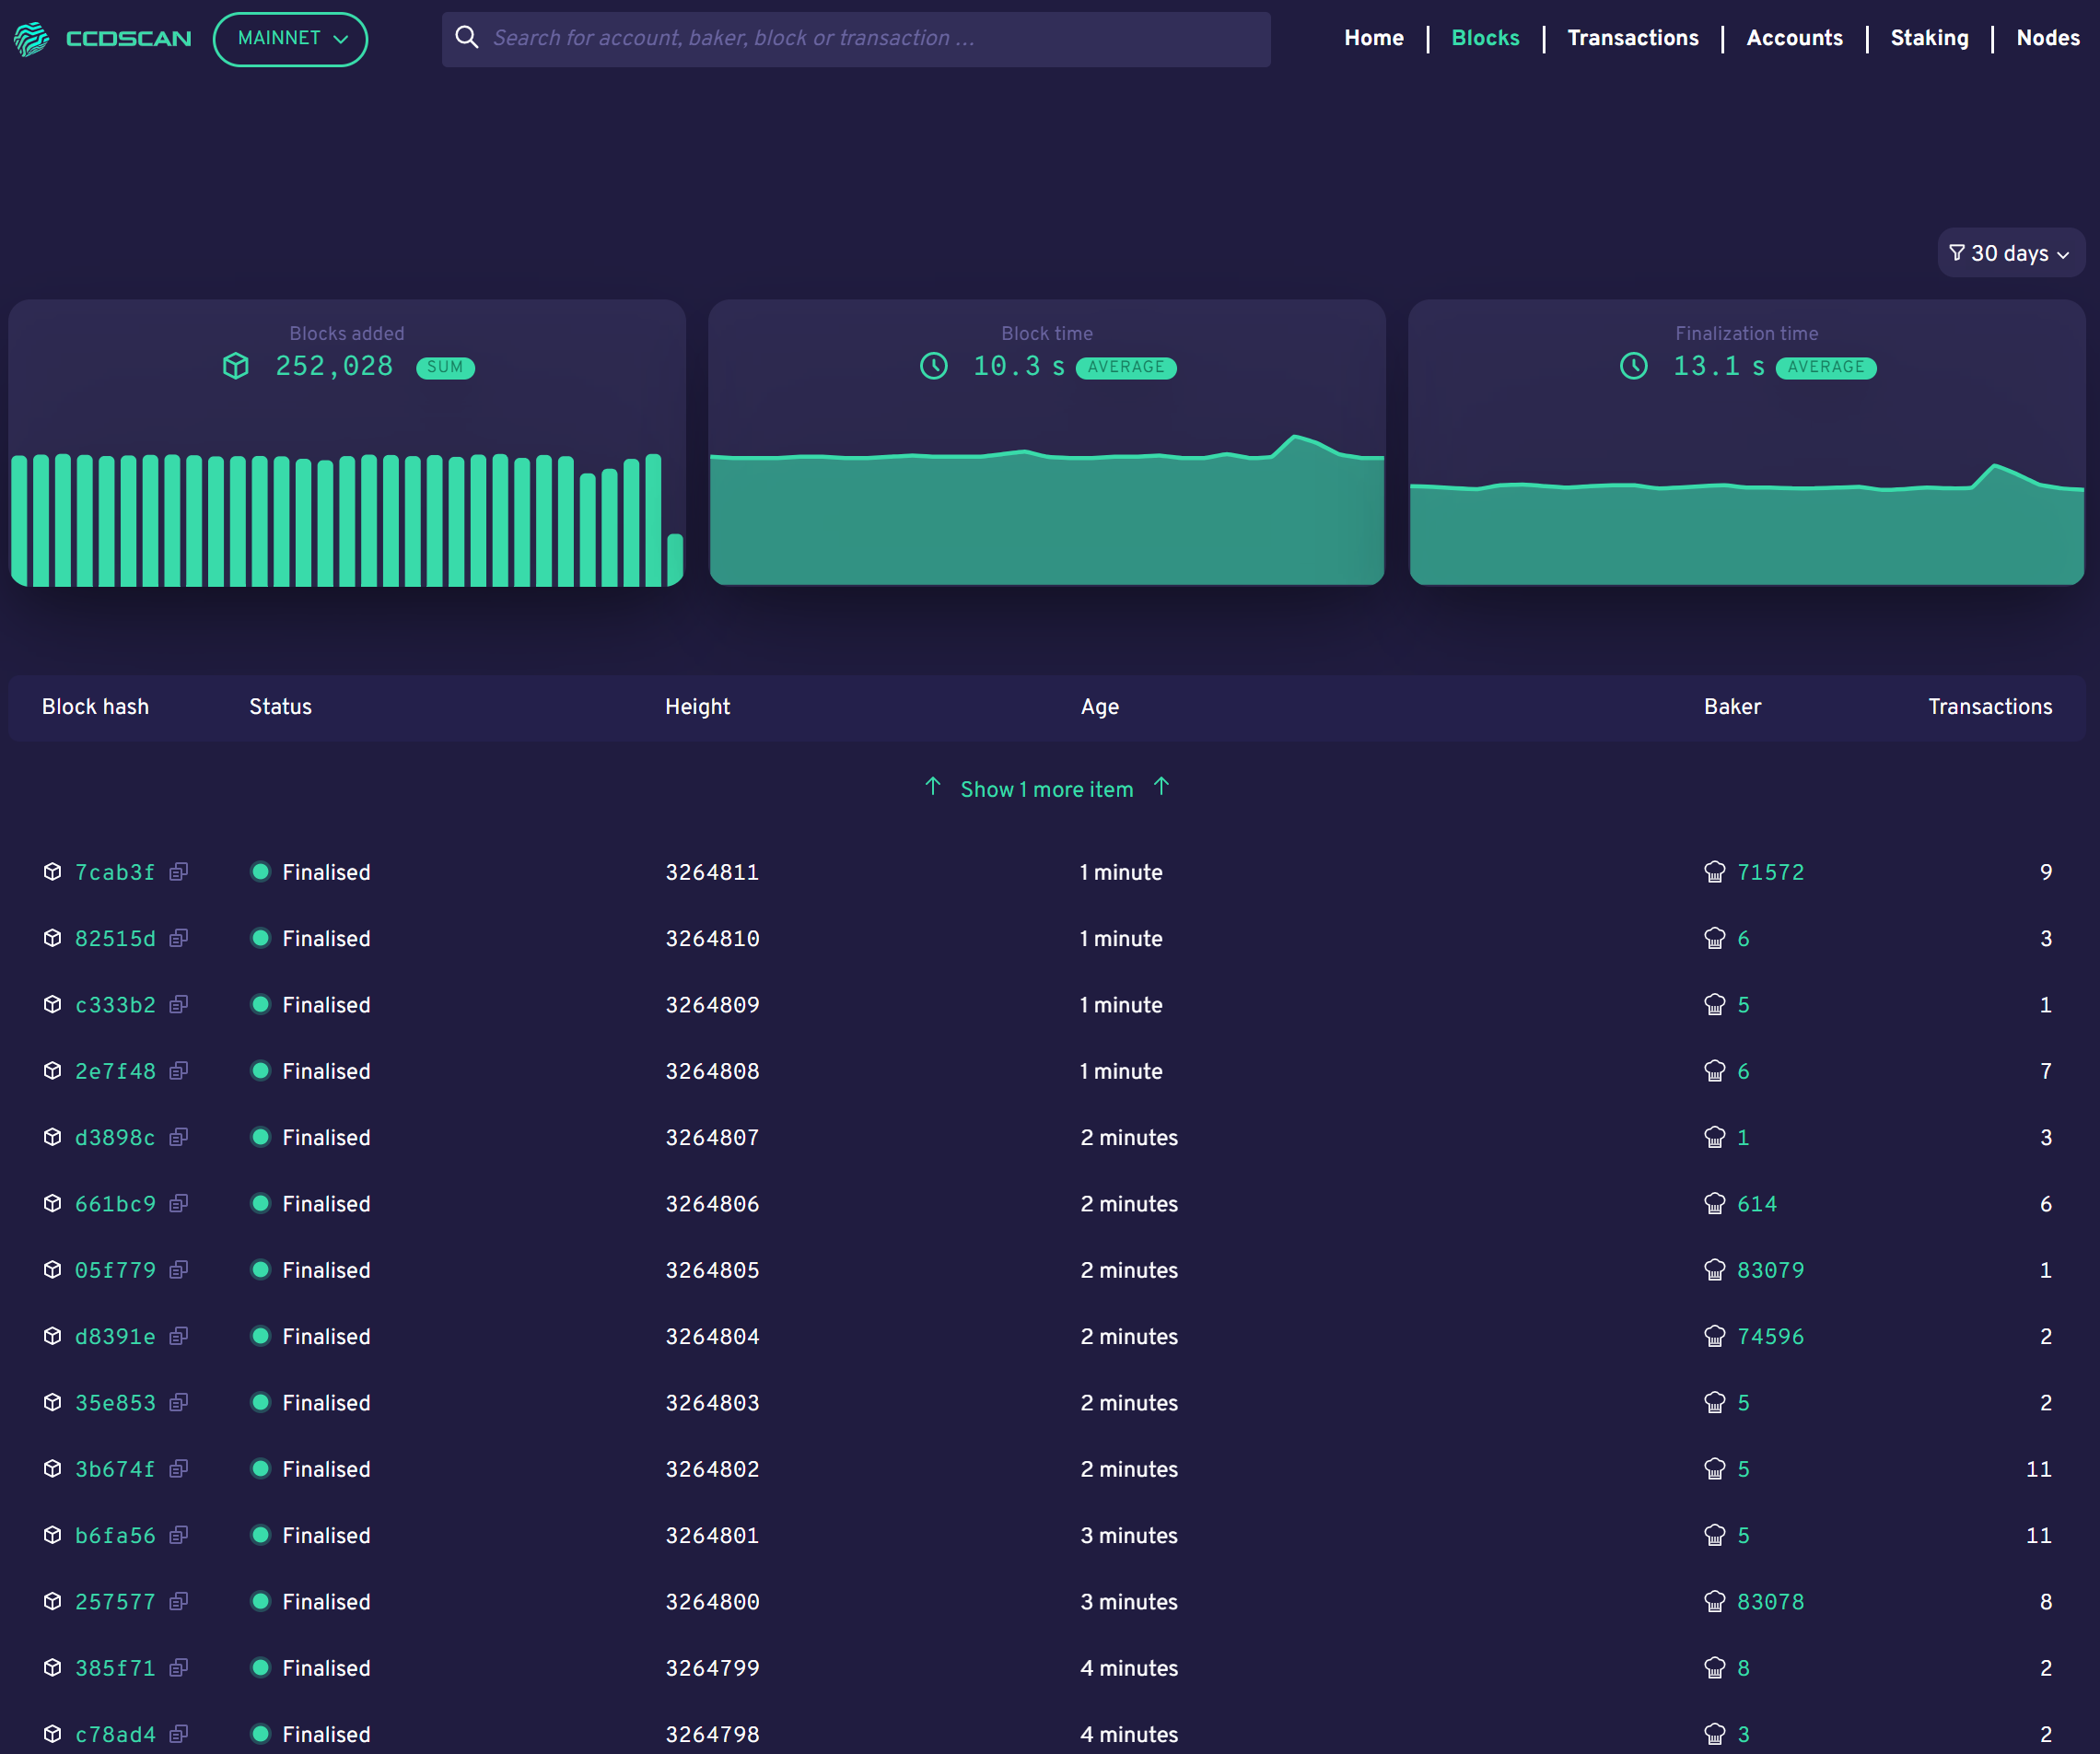 CCDSCAN MAINNET Search for account, baker, block or transaction … Home | Blocks | Transactions | Accounts | Staking | Nodes
30 days
Blocks added
252,028 SUM
Block time
10.3 s AVERAGE
Finalization time
13.1 s AVERAGE
Block hash Status Height Age Baker Transactions
↑ Show 1 more item ↑
7cab3f Finalised 3264811 1 minute 71572 9
82515d Finalised 3264810 1 minute 6 3
c333b2 Finalised 3264809 1 minute 5 1
2e7f48 Finalised 3264808 1 minute 6 7
d3898c Finalised 3264807 2 minutes 1 3
661bc9 Finalised 3264806 2 minutes 614 6
05f779 Finalised 3264805 2 minutes 83079 1
d8391e Finalised 3264804 2 minutes 74596 2
35e853 Finalised 3264803 2 minutes 5 2
3b674f Finalised 3264802 2 minutes 5 11
b6fa56 Finalised 3264801 3 minutes 5 11
257577 Finalised 3264800 3 minutes 83078 8
385f71 Finalised 3264799 4 minutes 8 2
c78ad4 Finalised 3264798 4 minutes 3 2